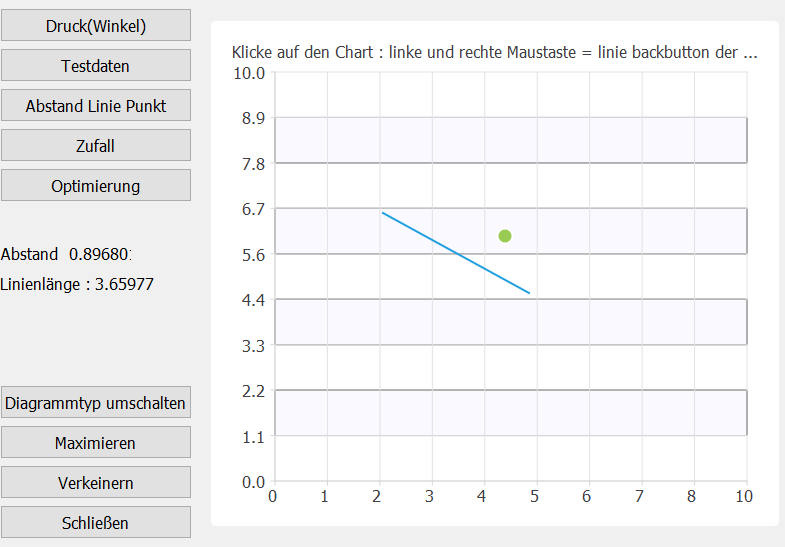 Druck(Winkel)
Testdaten
Abstand Linie Punkt
Zufall
Optimierung
Abstand 0.89680
Linienlänge : 3.65977
Diagrammtyp umschalten
Maximieren
Verkeinern
Schließen
Klicke auf den Chart : linke und rechte Maustaste = linie backbutton der ...
10.0
8.9
7.8
6.7
5.6
4.4
3.3
2.2
1.1
0.0
0 1 2 3 4 5 6 7 8 9 10